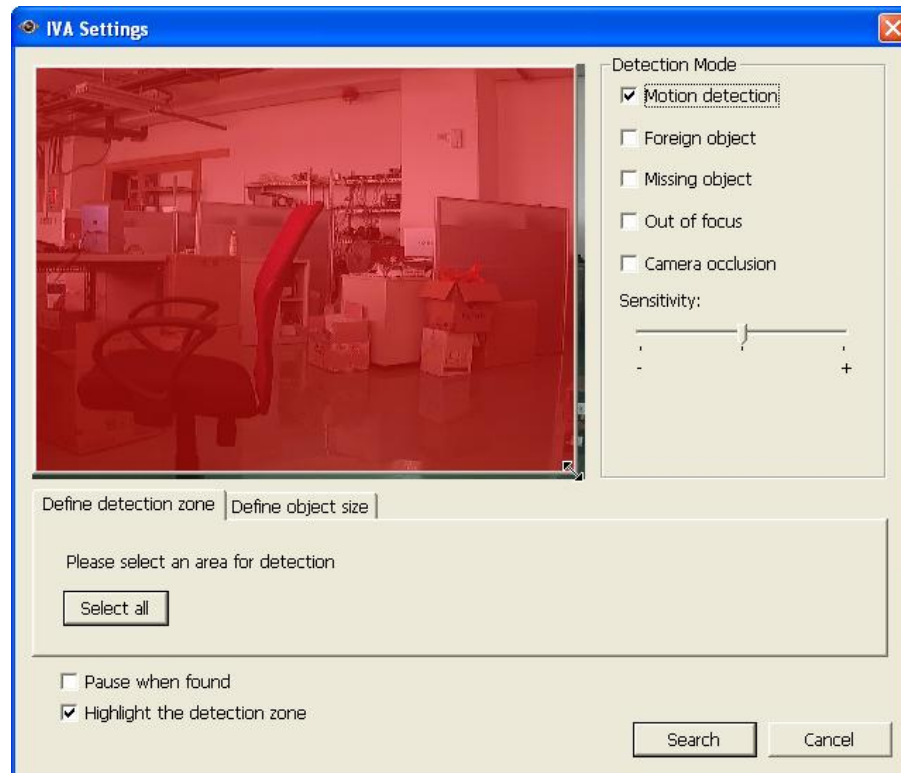 IVA Settings
Detection Mode
Motion detection
Foreign object
Missing object
Out of focus
Camera occlusion
Sensitivity:
- +
Define detection zone Define object size
Please select an area for detection
Select all
Pause when found
Highlight the detection zone
Search Cancel